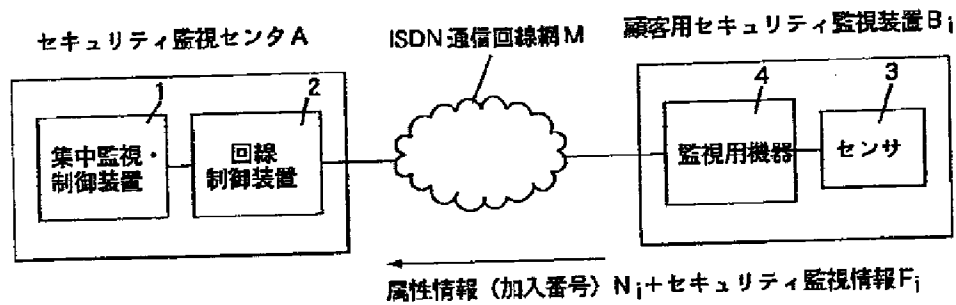 セキュリティ監視センタA
ISDN通信回線網M
顧客用セキュリティ監視装置Bi
1
2
4
3
集中監視・
制御装置
回線
制御装置
監視用機器
センサ
属性情報（加入番号）Ni+セキュリティ監視情報Fi